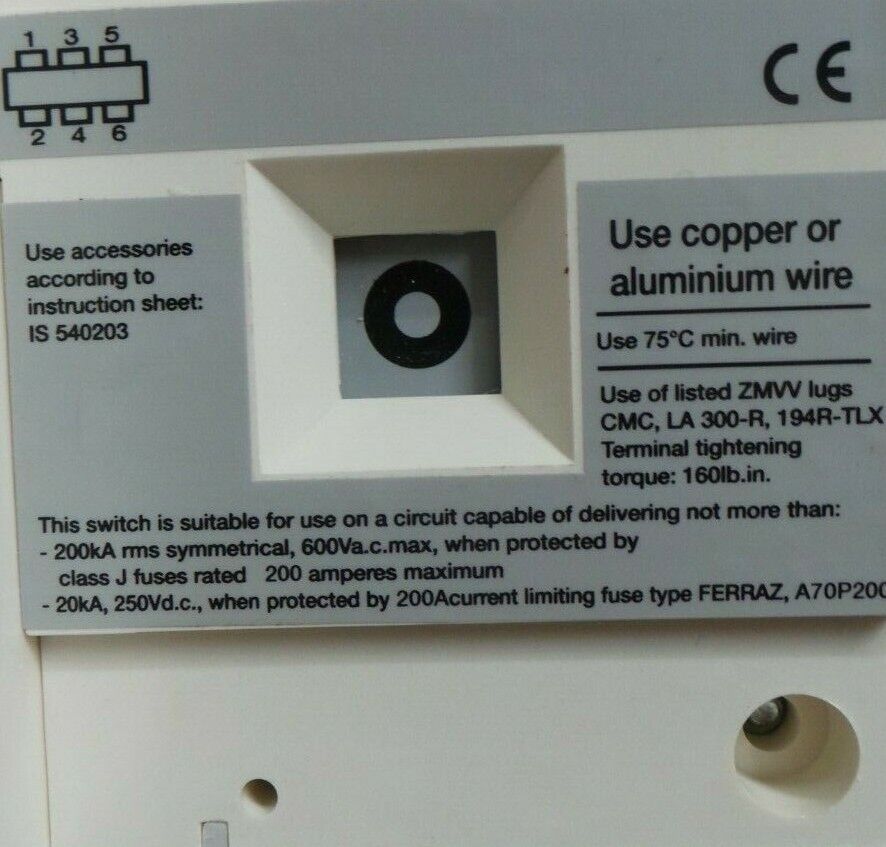 1 3 5
2 4 6
CE
Use accessories
according to
instruction sheet:
IS 540203
Use copper or
aluminium wire
Use 75°C min. wire
Use of listed ZMVV lugs
CMC, LA 300-R, 194R-TLX
Terminal tightening
torque: 160lb.in.
This switch is suitable for use on a circuit capable of delivering not more than:
- 200kA rms symmetrical, 600Va.c.max, when protected by
class J fuses rated 200 amperes maximum
- 20kA, 250Vd.c., when protected by 200Acurrent limiting fuse type FERRAZ, A70P200